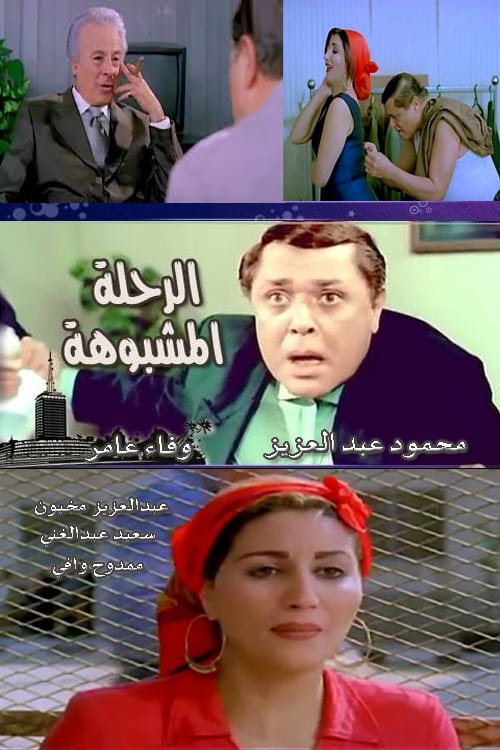 الرحلة
المشبوهة
محمود عبد العزيز
وفاء عامر
عبدالعزيز مخيون
سعيد عبدالغني
ممدوح وافي